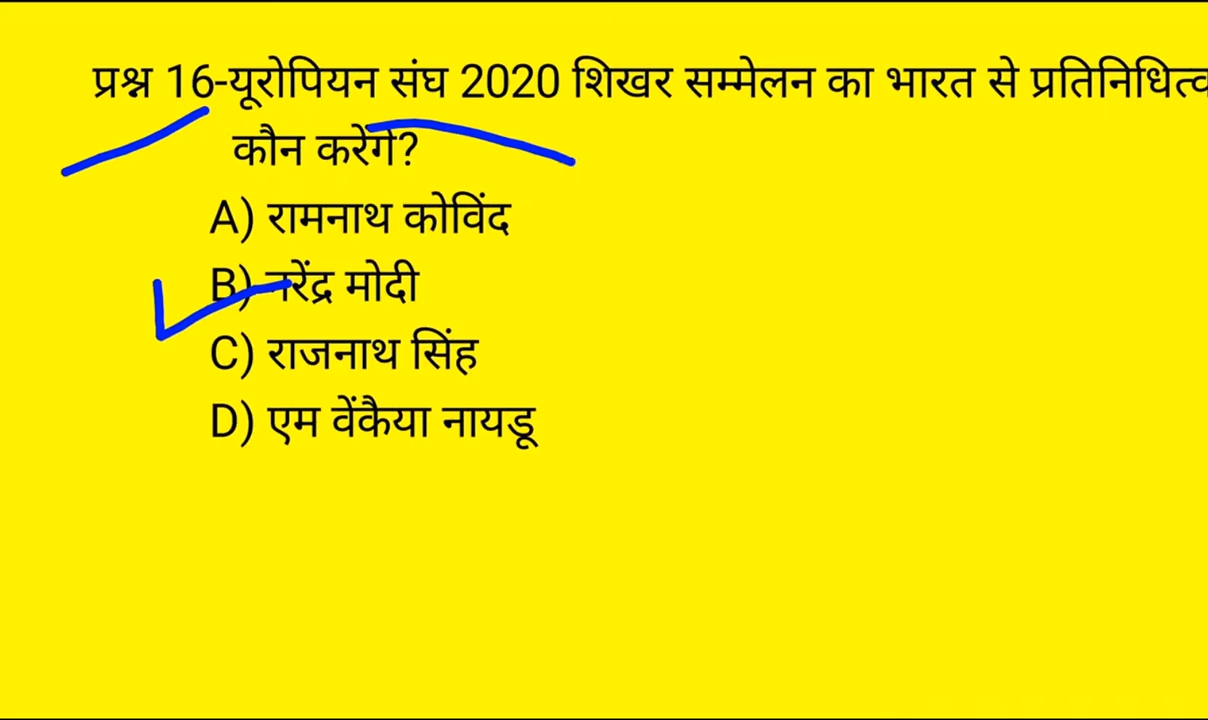 प्रश्न 16-यूरोपियन संघ 2020 शिखर सम्मेलन का भारत से प्रतिनिधित्व
कौन करेंगे?
A) रामनाथ कोविंद
B) नरेंद्र मोदी
C) राजनाथ सिंह
D) एम वेंकैया नायडू